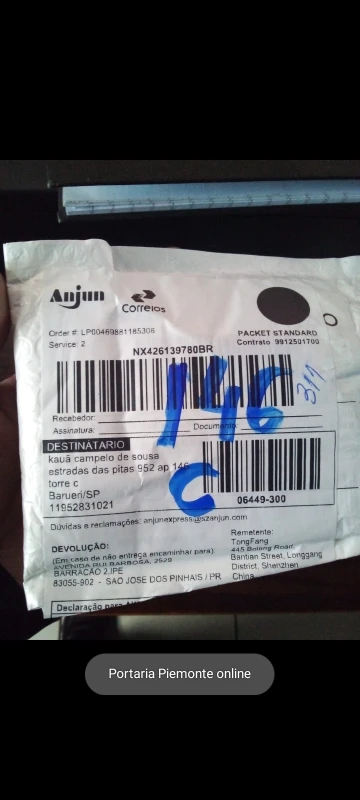 Anjun
Correios
Order #: LP00469881185306
Service: 2
PACKET STANDARD
Contrato 9912501700
NX426139780BR
Recebedor:
Assinatura: Documento:
146
311
C
DESTINATÁRIO
kauã campelo de sousa
estradas das pitas 952 ap 146
torre c
Barueri/SP
11952831021
06449-300
Dúvidas e reclamações: anjunexpress@szanjun.com
DEVOLUÇÃO:
(Em caso de não entrega encaminhar para)
AVENIDA RUI BARBOSA, 2529
BARRACÃO 2,IPE
83055-902 - SAO JOSE DOS PINHAIS / PR
Remetente:
TongFang
445 Bulong Road
Bantian Street, Longgang
District, Shenzhen
China
Declaração para
Portaria Piemonte online